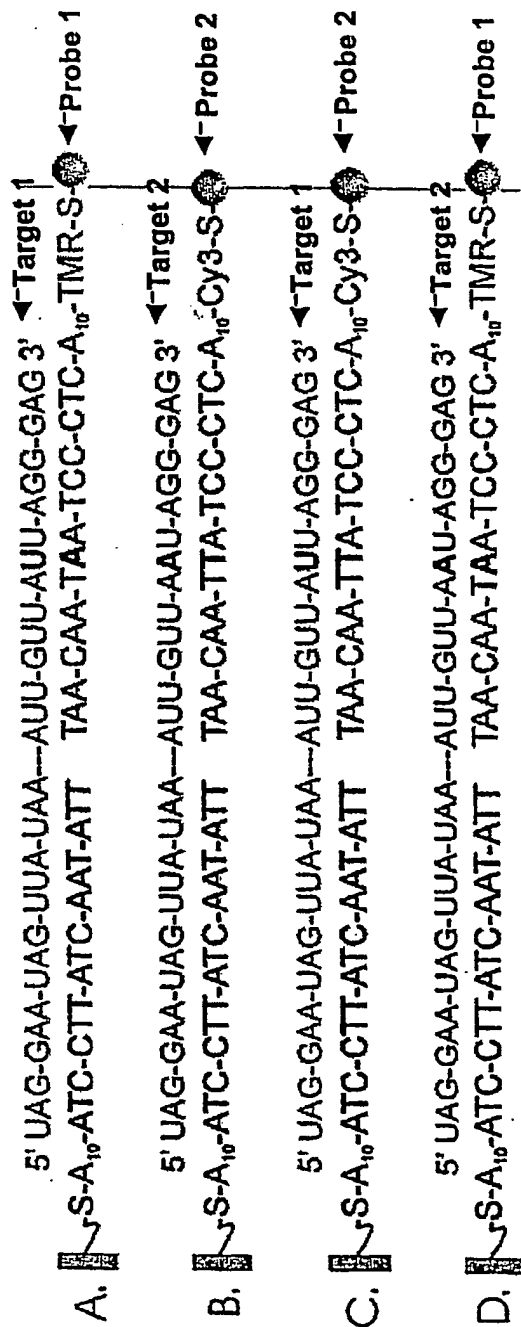 5' UAG-GAA-UAG-UUA-UAA---AUU-GUU-AUU-AGG-GAG 3' Target 1
A. S-A10-ATC-CTT-ATC-AAT-ATT TAA-CAA-TAA-TCC-CTC-A10-TMR-S- Probe 1
5' UAG-GAA-UAG-UUA-UAA---AUU-GUU-AAU-AGG-GAG 3' Target 2
B. S-A10-ATC-CTT-ATC-AAT-ATT TAA-CAA-TTA-TCC-CTC-A10-Cy3-S- Probe 2
5' UAG-GAA-UAG-UUA-UAA---AUU-GUU-AUU-AGG-GAG 3' Target 1
C. S-A10-ATC-CTT-ATC-AAT-ATT TAA-CAA-TTA-TCC-CTC-A10-Cy3-S- Probe 2
5' UAG-GAA-UAG-UUA-UAA---AUU-GUU-AAU-AGG-GAG 3' Target 2
D. S-A10-ATC-CTT-ATC-AAT-ATT TAA-CAA-TAA-TCC-CTC-A10-TMR-S- Probe 1